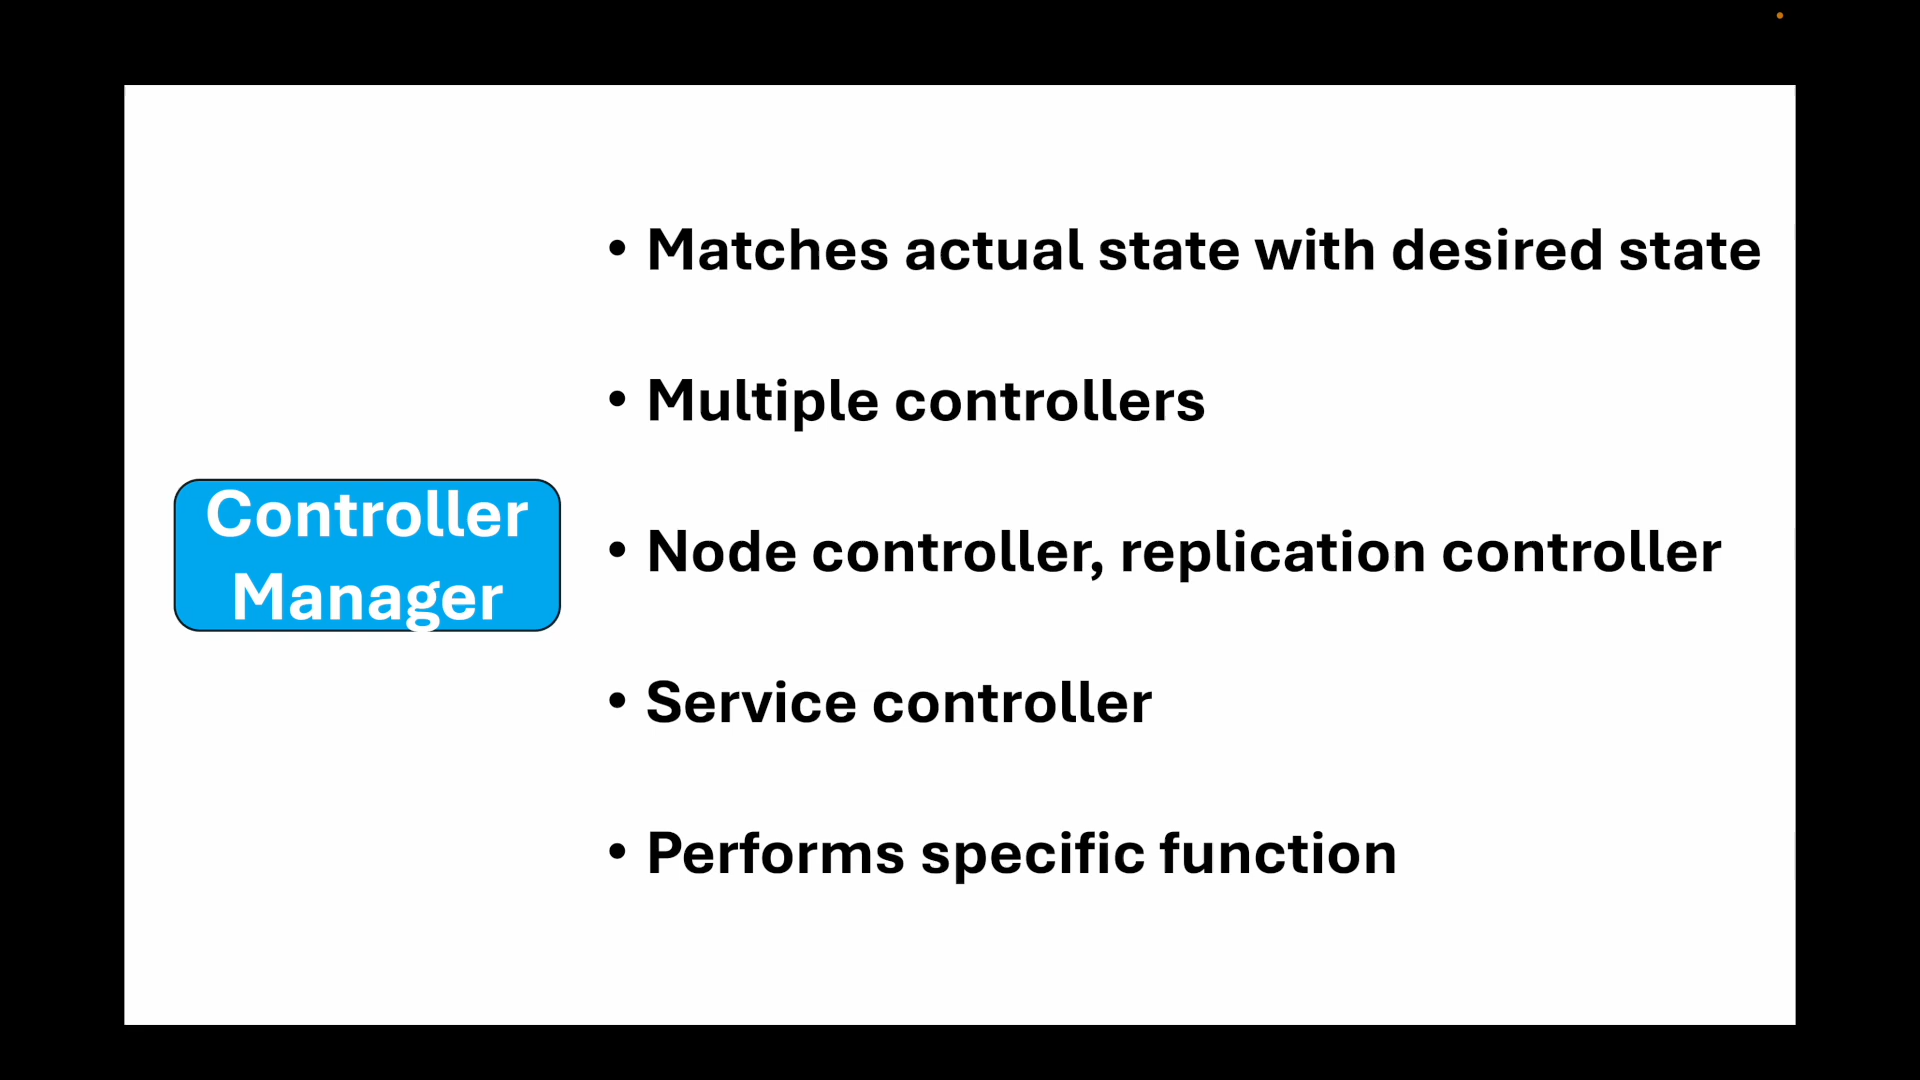 Controller
Manager
• Matches actual state with desired state
• Multiple controllers
• Node controller, replication controller
• Service controller
• Performs specific function